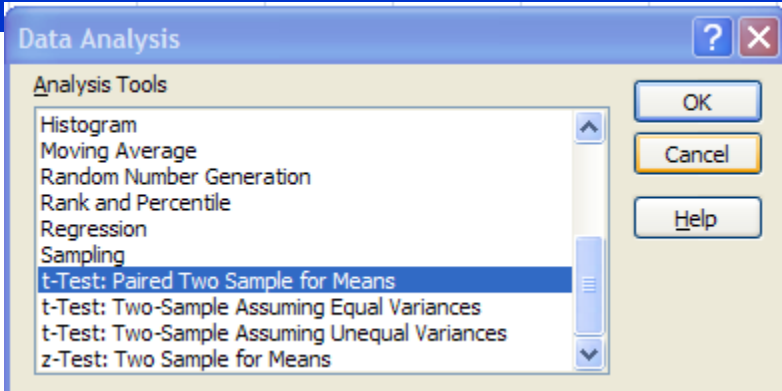 Data Analysis
Analysis Tools
Histogram
Moving Average
Random Number Generation
Rank and Percentile
Regression
Sampling
t-Test: Paired Two Sample for Means
t-Test: Two-Sample Assuming Equal Variances
t-Test: Two-Sample Assuming Unequal Variances
z-Test: Two Sample for Means
OK
Cancel
Help